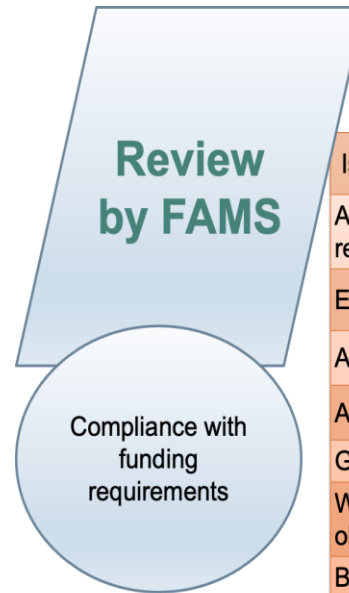 Review
by FAMS
Compliance with
funding
requirements